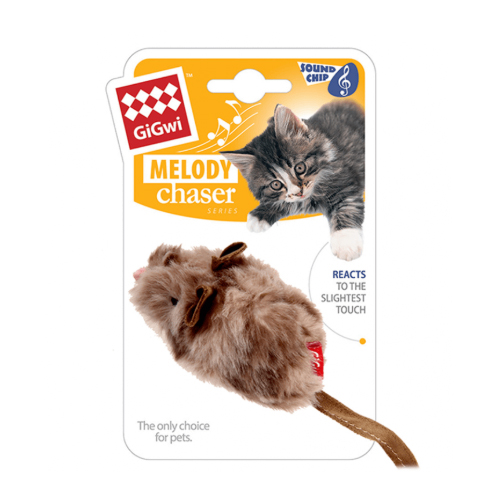 SOUND
CHIP
GiGwi
™
MELODY
chaser
SERIES
REACTS
TO THE
SLIGHTEST
TOUCH
The only choice
for pets.